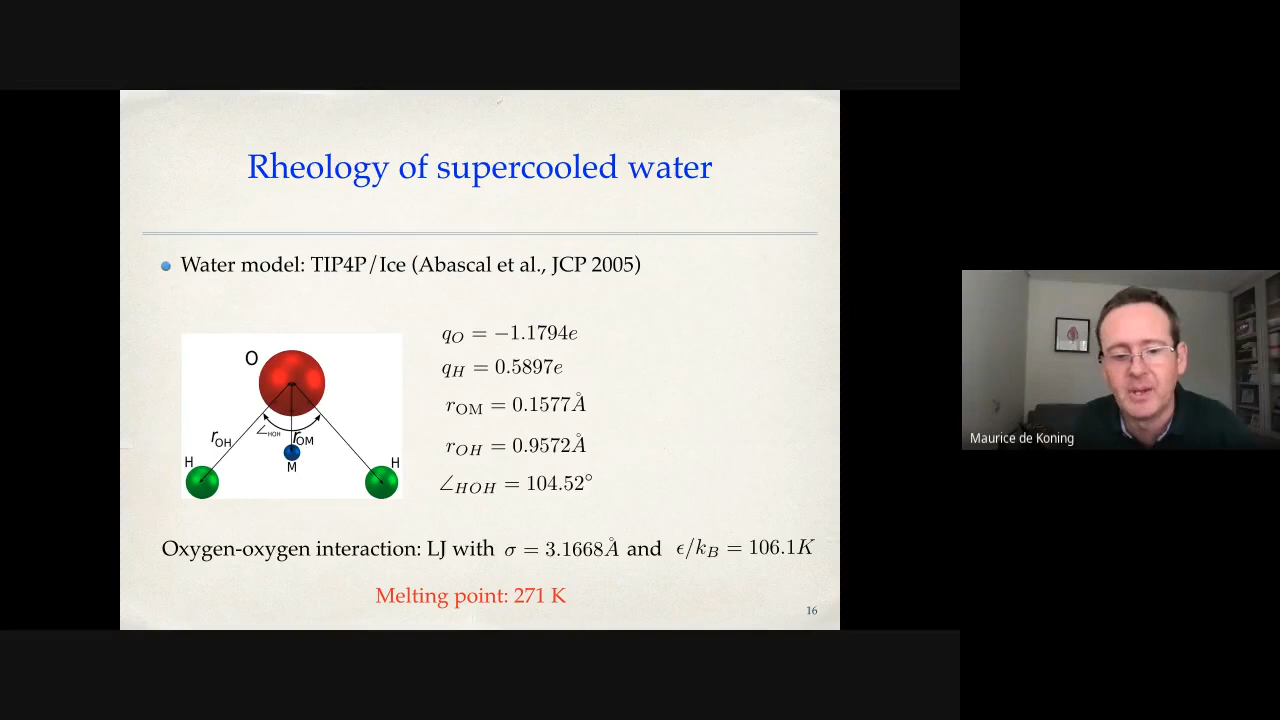 Rheology of supercooled water
Water model: TIP4P/Ice (Abascal et al., JCP 2005)
O
r_OH
∠HOH
r_OM
H
M
H
q_O = −1.1794e
q_H = 0.5897e
r_OM = 0.1577Å
r_OH = 0.9572Å
∠_HOH = 104.52°
Oxygen-oxygen interaction: LJ with σ = 3.1668Å and ϵ/k_B = 106.1K
Melting point: 271 K
16
Maurice de Koning